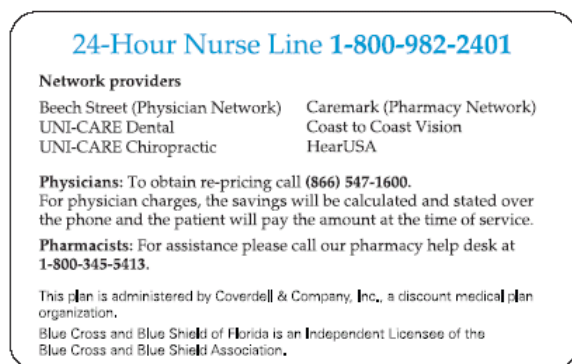 24-Hour Nurse Line 1-800-982-2401
Network providers
Beech Street (Physician Network) Caremark (Pharmacy Network)
UNI-CARE Dental Coast to Coast Vision
UNI-CARE Chiropractic HearUSA
Physicians: To obtain re-pricing call (866) 547-1600.
For physician charges, the savings will be calculated and stated over
the phone and the patient will pay the amount at the time of service.
Pharmacists: For assistance please call our pharmacy help desk at
1-800-345-5413.
This plan is administered by Coverdell & Company, Inc., a discount medical plan
organization.
Blue Cross and Blue Shield of Florida is an Independent Licensee of the
Blue Cross and Blue Shield Association.